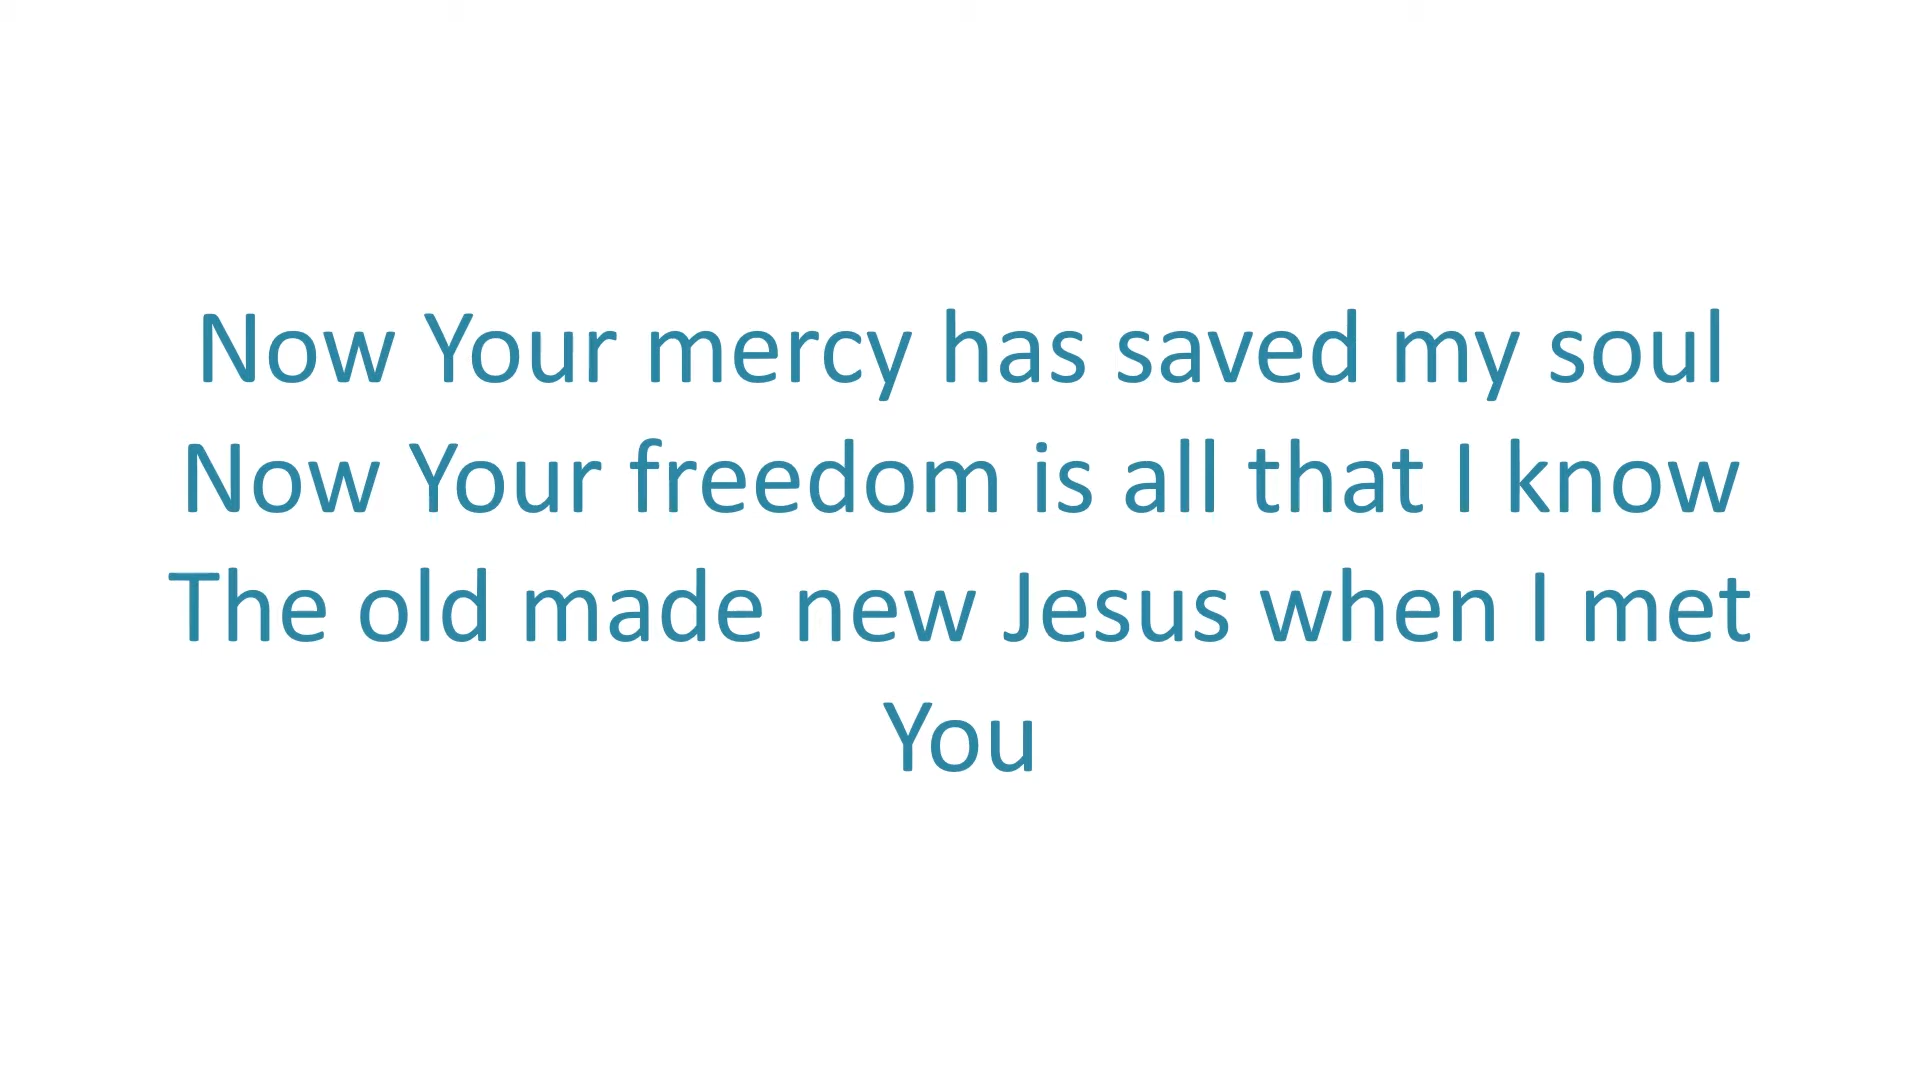 Now Your mercy has saved my soul
Now Your freedom is all that I know
The old made new Jesus when I met
You